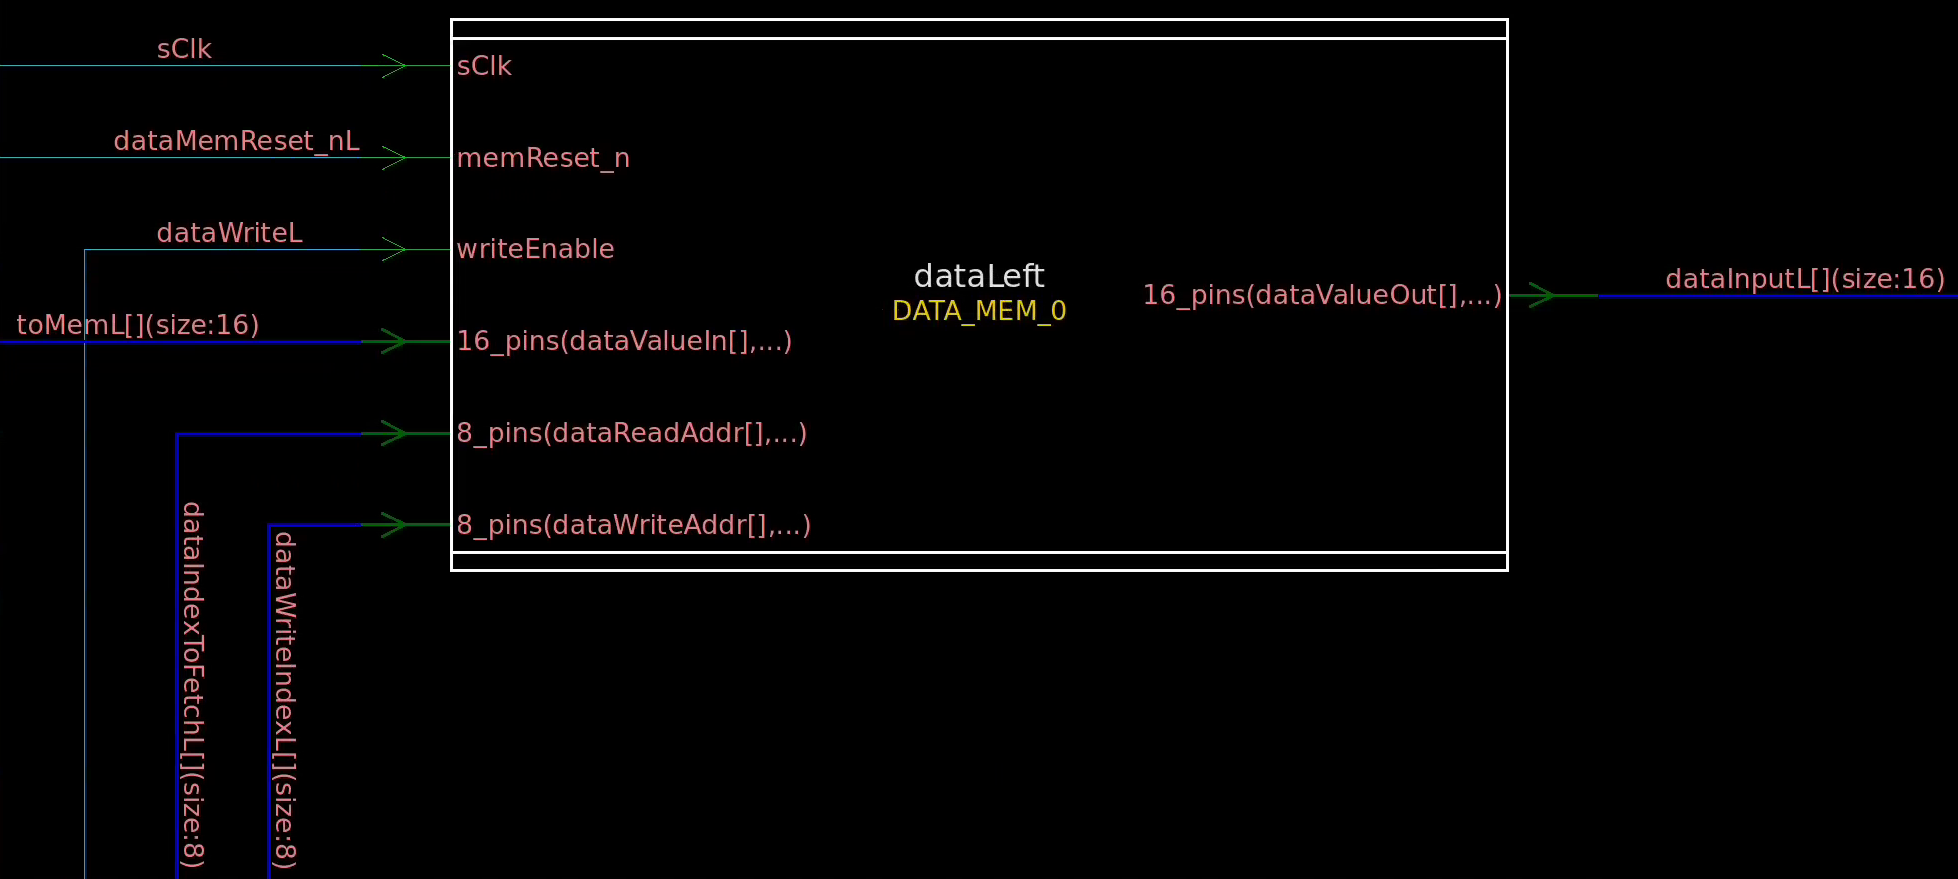 sClk
sClk
dataMemReset_nL
memReset_n
dataWriteL
writeEnable
dataLeft
DATA_MEM_0
16_pins(dataValueOut[],...)
dataInputL[](size:16)
toMemL[](size:16)
16_pins(dataValueIn[],...)
8_pins(dataReadAddr[],...)
8_pins(dataWriteAddr[],...)
dataIndexToFetchL[](size:8)
dataWriteIndexL[](size:8)